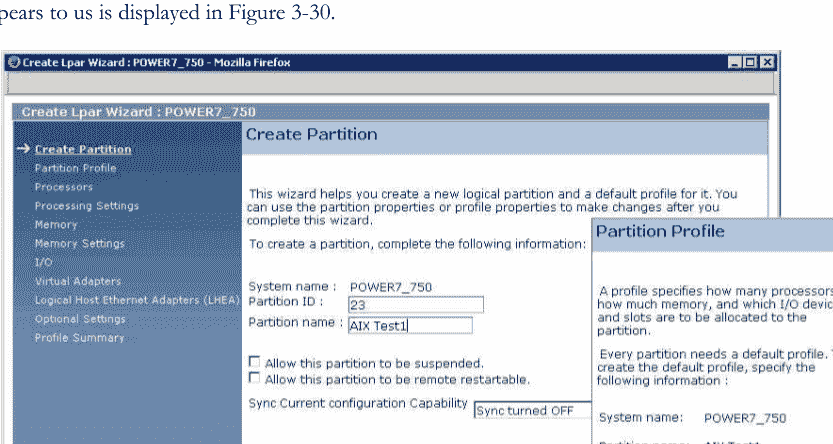 pears to us is displayed in Figure 3-30.
Create Lpar Wizard : POWER7_750 - Mozilla Firefox
Create Lpar Wizard : POWER7_750
Create Partition
Partition Profile
Processors
Processing Settings
Memory
Memory Settings
I/O
Virtual Adapters
Logical Host Ethernet Adapters (LHEA)
Optional Settings
Profile Summary
Create Partition
This wizard helps you create a new logical partition and a default profile for it. You
can use the partition properties or profile properties to make changes after you
complete this wizard.
To create a partition, complete the following information:
System name : POWER7_750
Partition ID : 23
Partition name : AIX Test1
Allow this partition to be suspended.
Allow this partition to be remote restartable.
Sync Current configuration Capability Sync turned OFF
Partition Profile
A profile specifies how many processors
how much memory, and which I/O devic
and slots are to be allocated to the
partition.
Every partition needs a default profile.
create the default profile, specify the
following information :
System name: POWER7_750